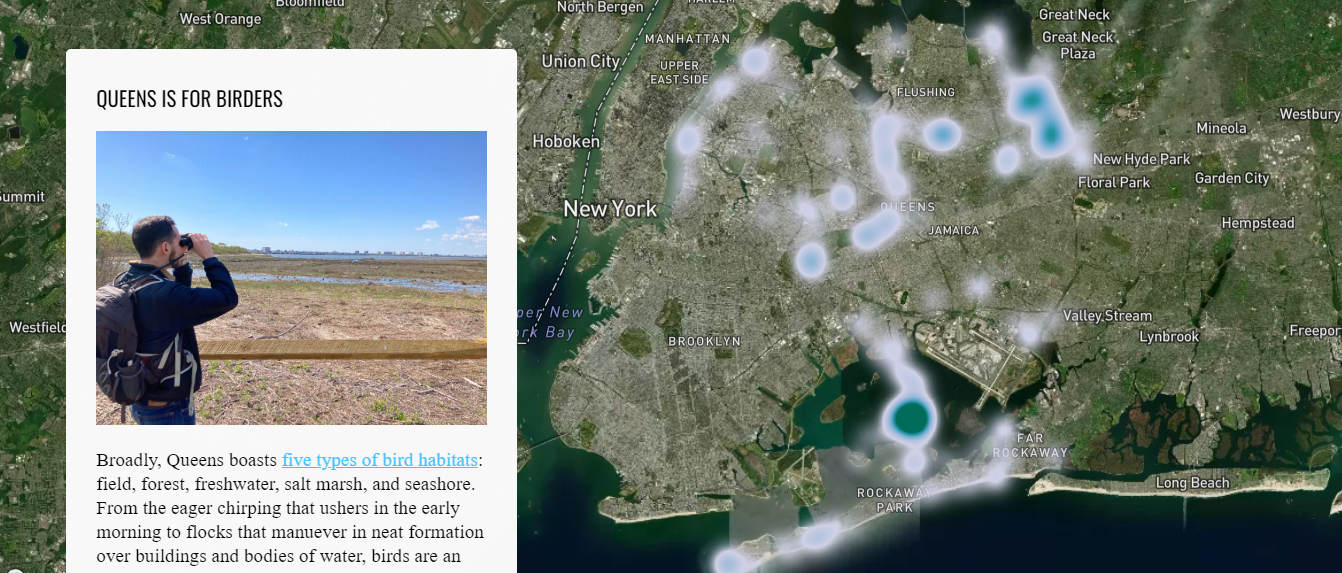 QUEENS IS FOR BIRDERS
Broadly, Queens boasts five types of bird habitats:
field, forest, freshwater, salt marsh, and seashore.
From the eager chirping that ushers in the early
morning to flocks that manuever in neat formation
over buildings and bodies of water, birds are an
Bloomfield
West Orange
North Bergen
HARLEM
MANHATTAN
Union City
UPPER
EAST SIDE
Great Neck
Great Neck
Plaza
FLUSHING
Westbury
Mineola
Hoboken
New Hyde Park
Garden City
Floral Park
Summit
New York
QUEENS
JAMAICA
Hempstead
Westfield
per New
rk Bay
BROOKLYN
Valley Stream
Lynbrook
Freepor
FAR
ROCKAWAY
ROCKAWAY
PARK
Long Beach